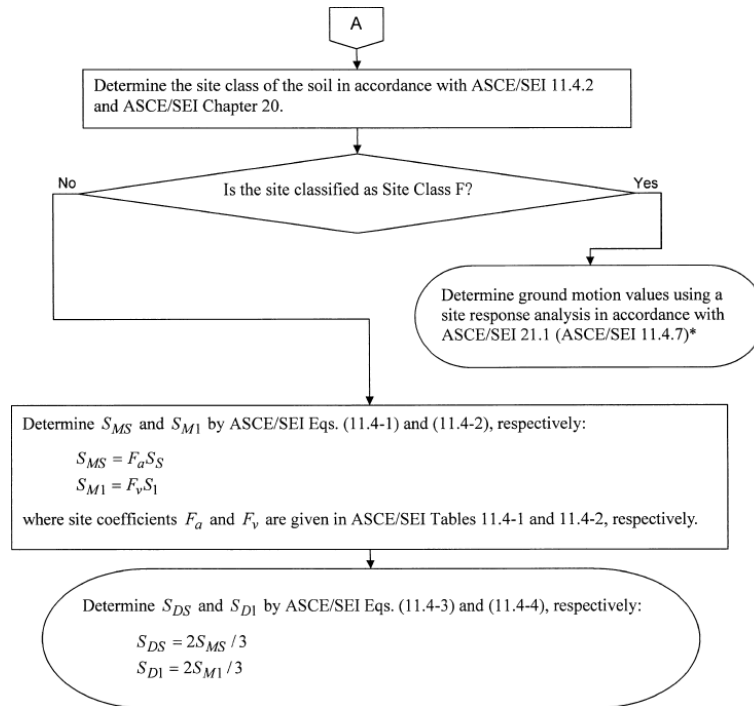 A
Determine the site class of the soil in accordance with ASCE/SEI 11.4.2
and ASCE/SEI Chapter 20.
No
Is the site classified as Site Class F?
Yes
Determine ground motion values using a
site response analysis in accordance with
ASCE/SEI 21.1 (ASCE/SEI 11.4.7)*
Determine S_MS and S_M1 by ASCE/SEI Eqs. (11.4-1) and (11.4-2), respectively:
S_MS = F_a S_S
S_M1 = F_v S_1
where site coefficients F_a and F_v are given in ASCE/SEI Tables 11.4-1 and 11.4-2, respectively.
Determine S_DS and S_D1 by ASCE/SEI Eqs. (11.4-3) and (11.4-4), respectively:
S_DS = 2S_MS / 3
S_D1 = 2S_M1 / 3